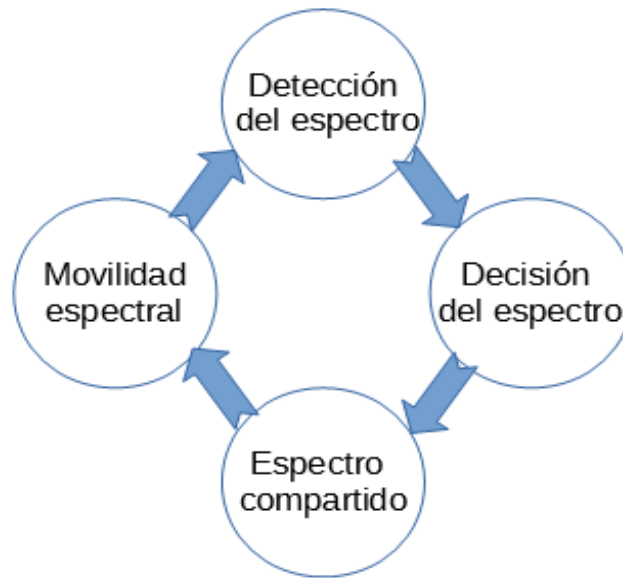 Detección
del espectro
Movilidad
espectral
Decisión
del espectro
Espectro
compartido